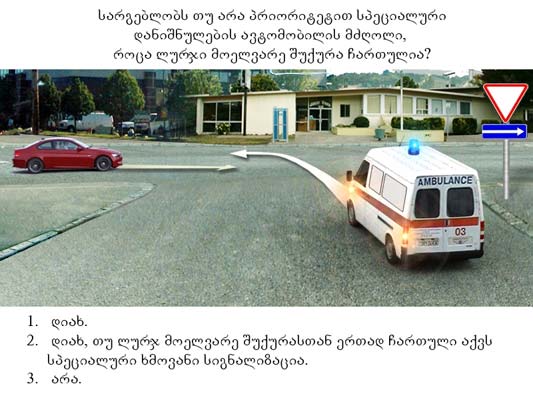 სარგებლობს თუ არა პრიორიტეტით სპეციალური
დანიშნულების ავტომობილის მძღოლი,
როცა ლურჯი მოელვარე შუქურა ჩართულია?
AMBULANCE
03
1. დიახ.
2. დიახ, თუ ლურჯ მოელვარე შუქურასთან ერთად ჩართული აქვს
სპეციალური ხმოვანი სიგნალიზაცია.
3. არა.